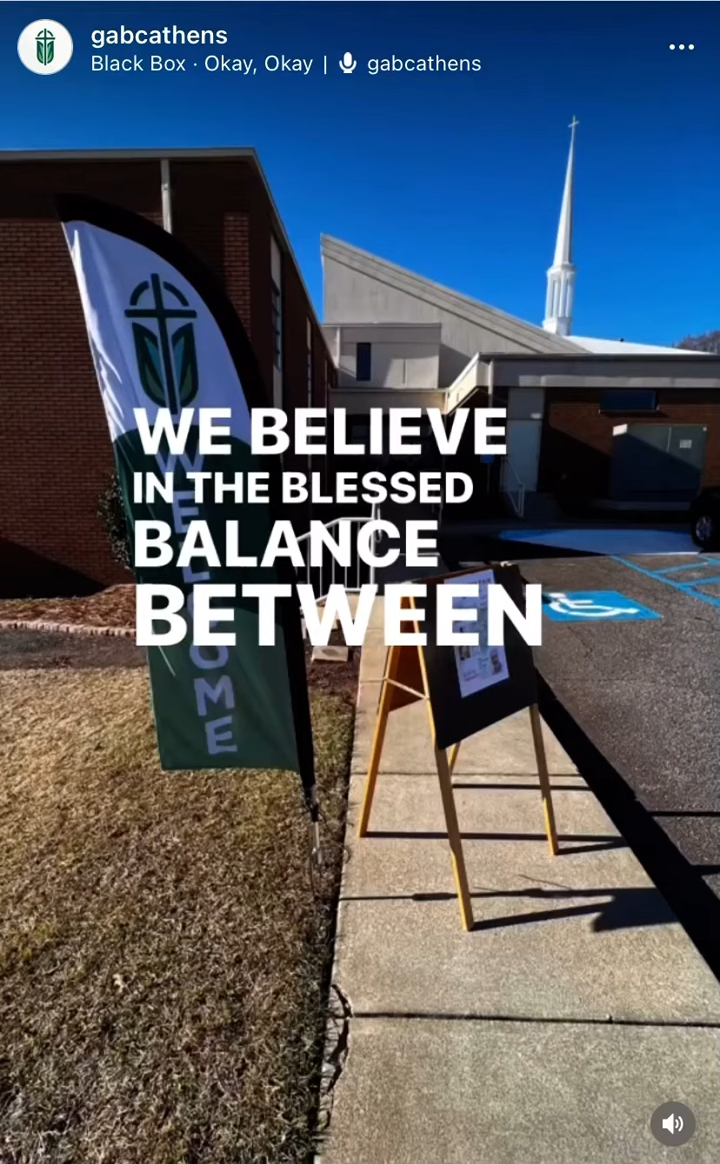 gabcathens
Black Box · Okay, Okay | gabcathens
WE BELIEVE
IN THE BLESSED
BALANCE
BETWEEN
WELCOME